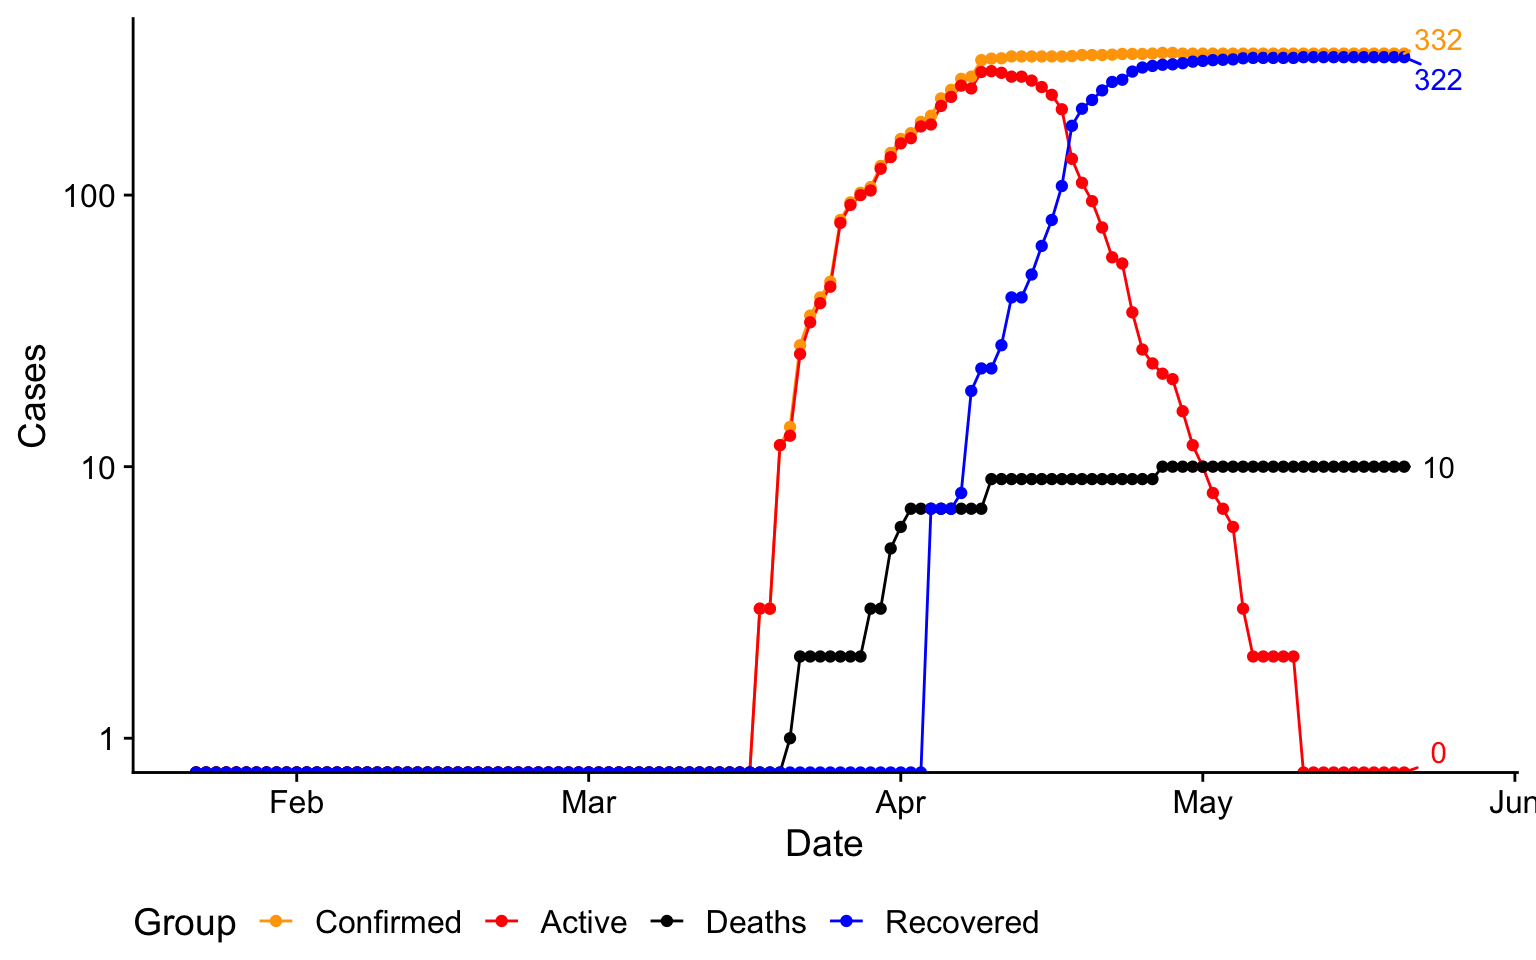 332
322
100
Cases
10
10
1
0
Feb Mar Apr May Jun
Date
Group Confirmed Active Deaths Recovered